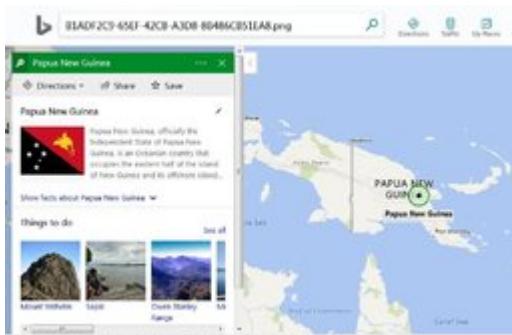 01ADF2C9-65EF-42C8-A3D8-80486C851EA8.png
Directions
Traffic
My Places
Papua New Guinea
Directions
Share
Save
Papua New Guinea
Papua New Guinea, officially the
Independent State of Papua New
Guinea, is an Oceanian country that
occupies the eastern half of the island
of New Guinea and its offshore island...
Show facts about Papua New Guinea
Things to do
See all
Mount Wilhelm
Sepik
Owen Stanley
Range
PAPUA NEW
GUINEA
Papua New Guinea